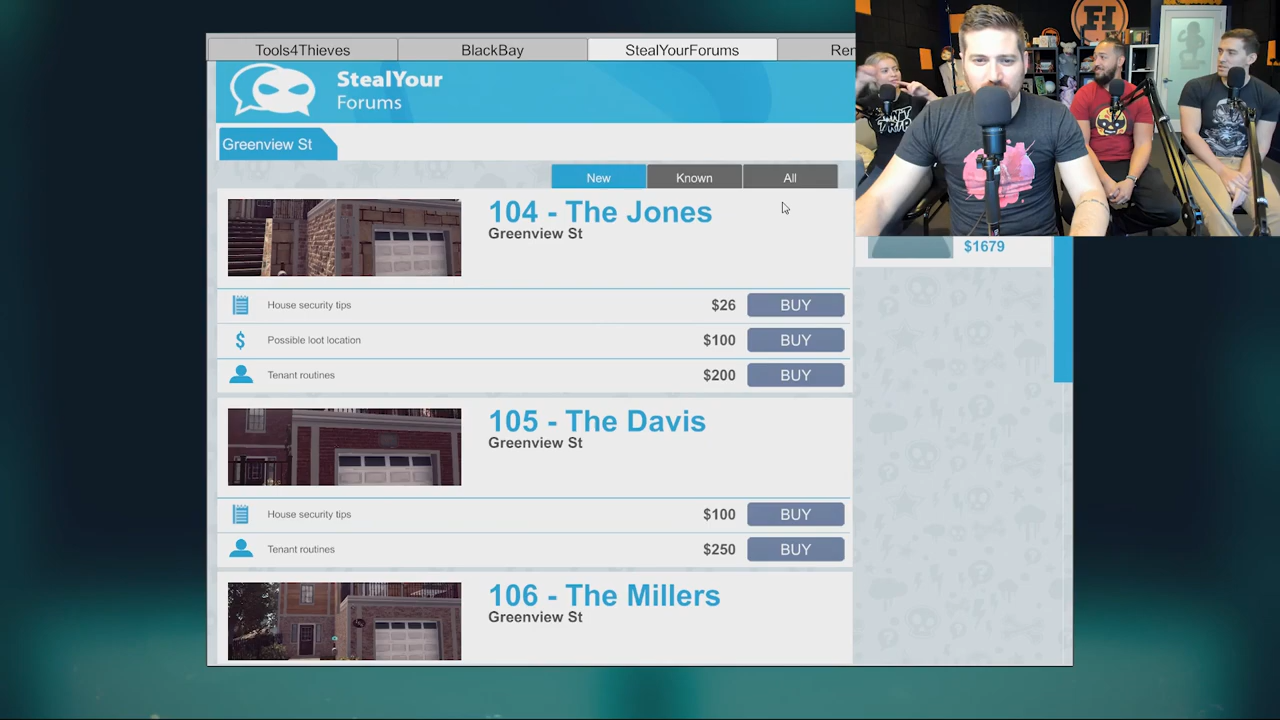 Tools4Thieves
BlackBay
StealYourForums
Ren
StealYour
Forums
Greenview St
New
Known
All
104 - The Jones
Greenview St
$1679
House security tips $26 BUY
Possible loot location $100 BUY
Tenant routines $200 BUY
105 - The Davis
Greenview St
House security tips $100 BUY
Tenant routines $250 BUY
106 - The Millers
Greenview St